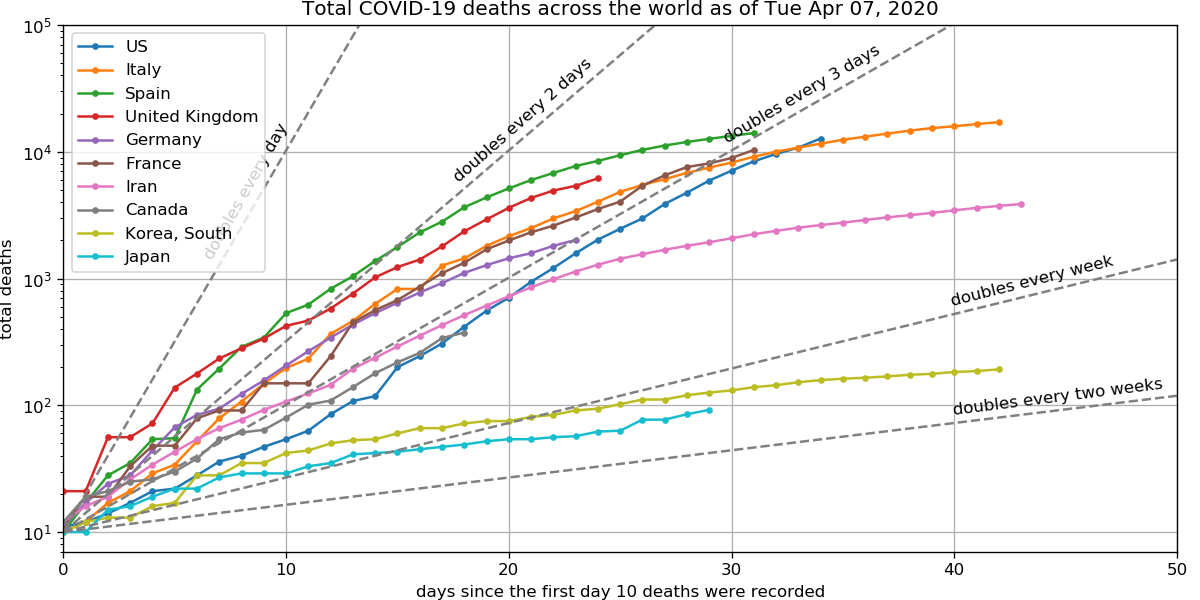 Total COVID-19 deaths across the world as of Tue Apr 07, 2020
10⁵
10⁴
10³
10²
10¹
total deaths
US
Italy
Spain
United Kingdom
Germany
France
Iran
Canada
Korea, South
Japan
doubles every day
doubles every 2 days
doubles every 3 days
doubles every week
doubles every two weeks
0 10 20 30 40 50
days since the first day 10 deaths were recorded